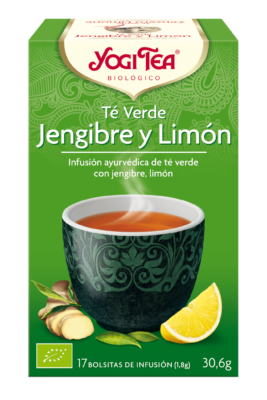 YOGI TEA®
BIOLÓGICO
Té Verde
Jengibre y Limón
Infusión ayurvédica de té verde
con jengibre, limón
17 BOLSITAS DE INFUSIÓN (1,8g) 30,6g